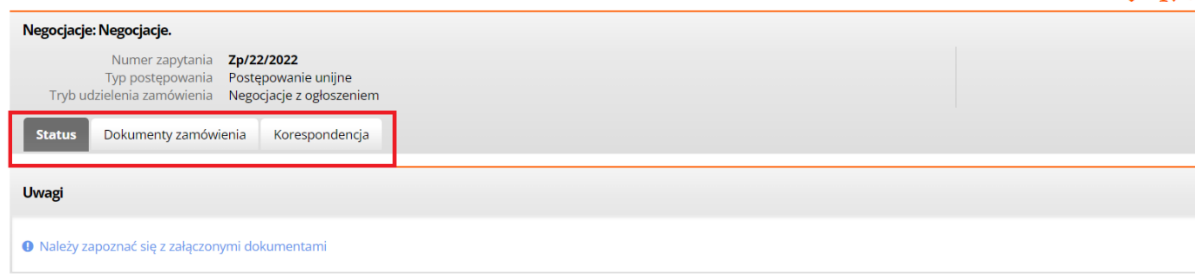 Negocjacje: Negocjacje.
Numer zapytania Zp/22/2022
Typ postępowania Postępowanie unijne
Tryb udzielenia zamówienia Negocjacje z ogłoszeniem
Status Dokumenty zamówienia Korespondencja
Uwagi
Należy zapoznać się z załączonymi dokumentami